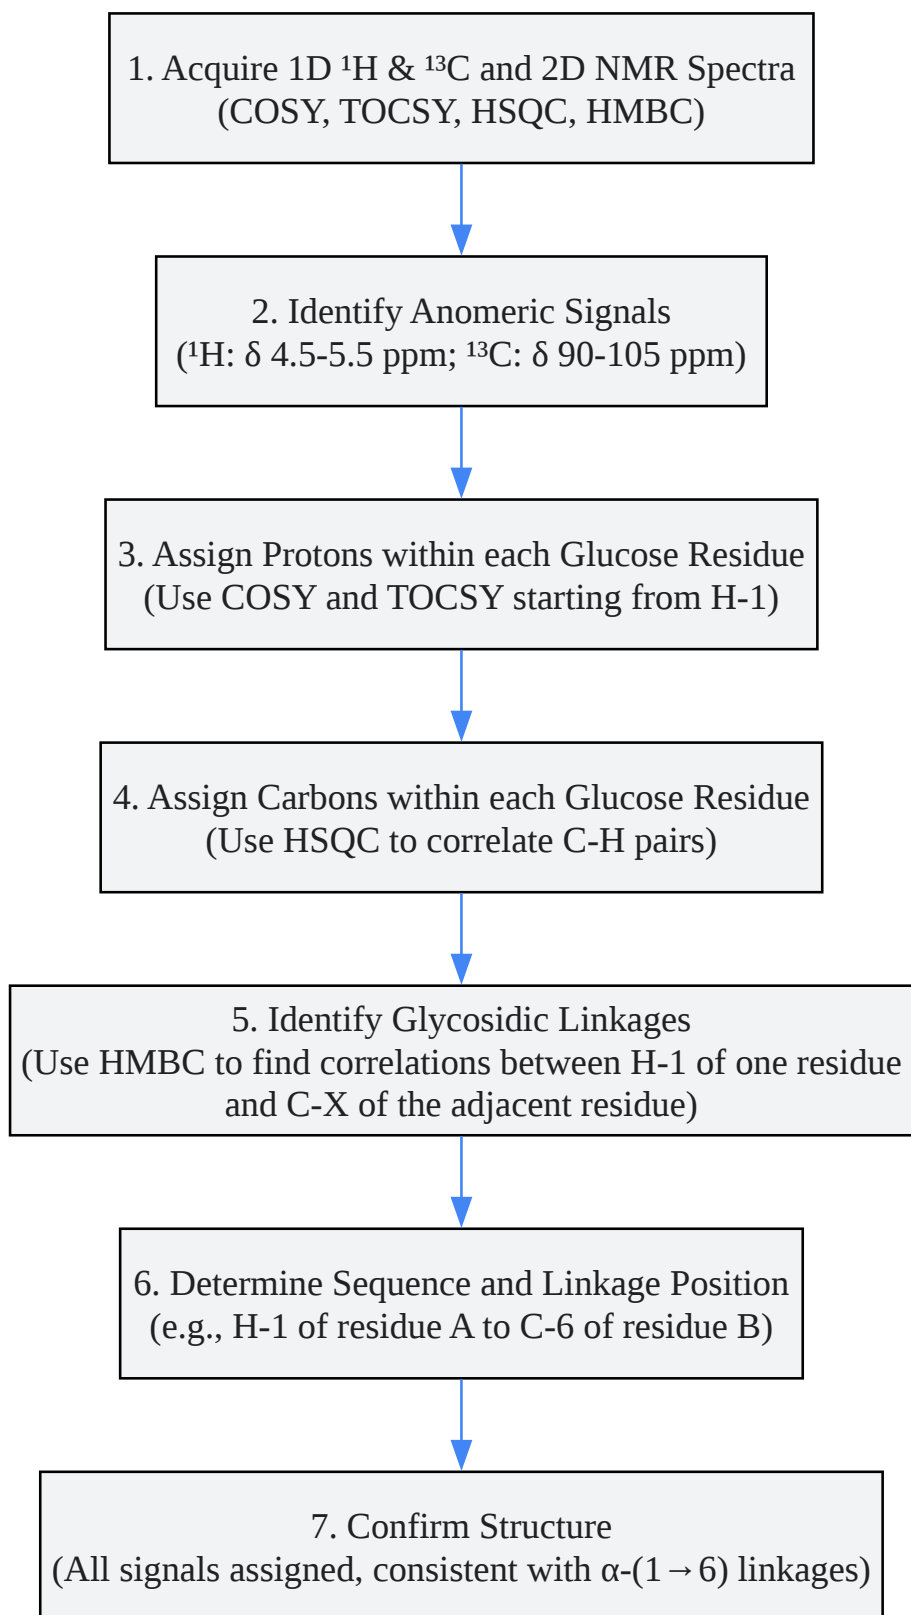 1. Acquire 1D ¹H & ¹³C and 2D NMR Spectra
(COSY, TOCSY, HSQC, HMBC)
2. Identify Anomeric Signals
(¹H: δ 4.5-5.5 ppm; ¹³C: δ 90-105 ppm)
3. Assign Protons within each Glucose Residue
(Use COSY and TOCSY starting from H-1)
4. Assign Carbons within each Glucose Residue
(Use HSQC to correlate C-H pairs)
5. Identify Glycosidic Linkages
(Use HMBC to find correlations between H-1 of one residue
and C-X of the adjacent residue)
6. Determine Sequence and Linkage Position
(e.g., H-1 of residue A to C-6 of residue B)
7. Confirm Structure
(All signals assigned, consistent with α-(1→6) linkages)